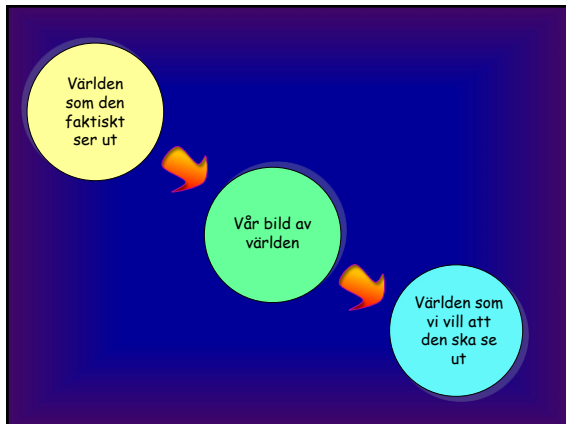 Världen
som den
faktiskt
ser ut
Vår bild av
världen
Världen som
vi vill att
den ska se
ut